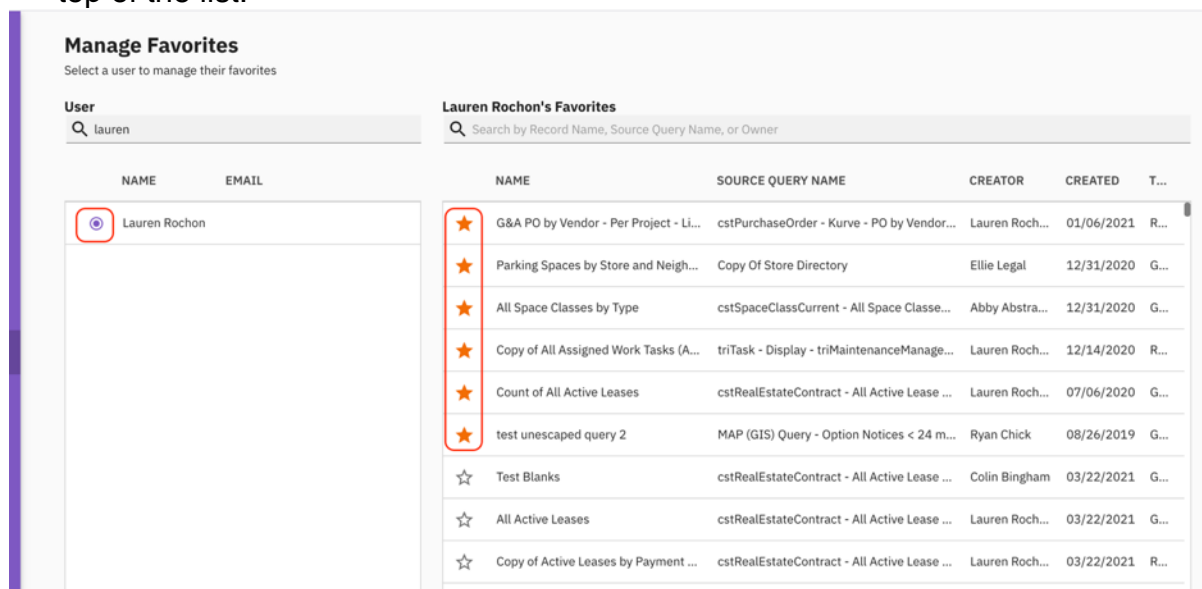 top of the list.
Manage Favorites
Select a user to manage their favorites
User
lauren
Lauren Rochon's Favorites
Search by Record Name, Source Query Name, or Owner
NAME EMAIL
Lauren Rochon
NAME SOURCE QUERY NAME CREATOR CREATED T...
G&A PO by Vendor - Per Project - Li... cstPurchaseOrder - Kurve - PO by Vendor... Lauren Roch... 01/06/2021 R...
Parking Spaces by Store and Neigh... Copy Of Store Directory Ellie Legal 12/31/2020 G...
All Space Classes by Type cstSpaceClassCurrent - All Space Classe... Abby Abstra... 12/31/2020 G...
Copy of All Assigned Work Tasks (A... triTask - Display - triMaintenanceManage... Lauren Roch... 12/14/2020 R...
Count of All Active Leases cstRealEstateContract - All Active Lease ... Lauren Roch... 07/06/2020 G...
test unescaped query 2 MAP (GIS) Query - Option Notices < 24 m... Ryan Chick 08/26/2019 G...
Test Blanks cstRealEstateContract - All Active Lease ... Colin Bingham 03/22/2021 G...
All Active Leases cstRealEstateContract - All Active Lease ... Lauren Roch... 03/22/2021 G...
Copy of Active Leases by Payment ... cstRealEstateContract - All Active Lease ... Lauren Roch... 03/22/2021 R...